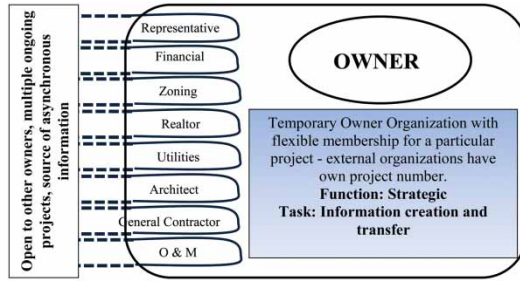 Open to other owners, multiple ongoing
projects, source of asynchronous
information
Representative
Financial
Zoning
Realtor
Utilities
Architect
General Contractor
O & M
OWNER
Temporary Owner Organization with
flexible membership for a particular
project - external organizations have
own project number.
Function: Strategic
Task: Information creation and
transfer